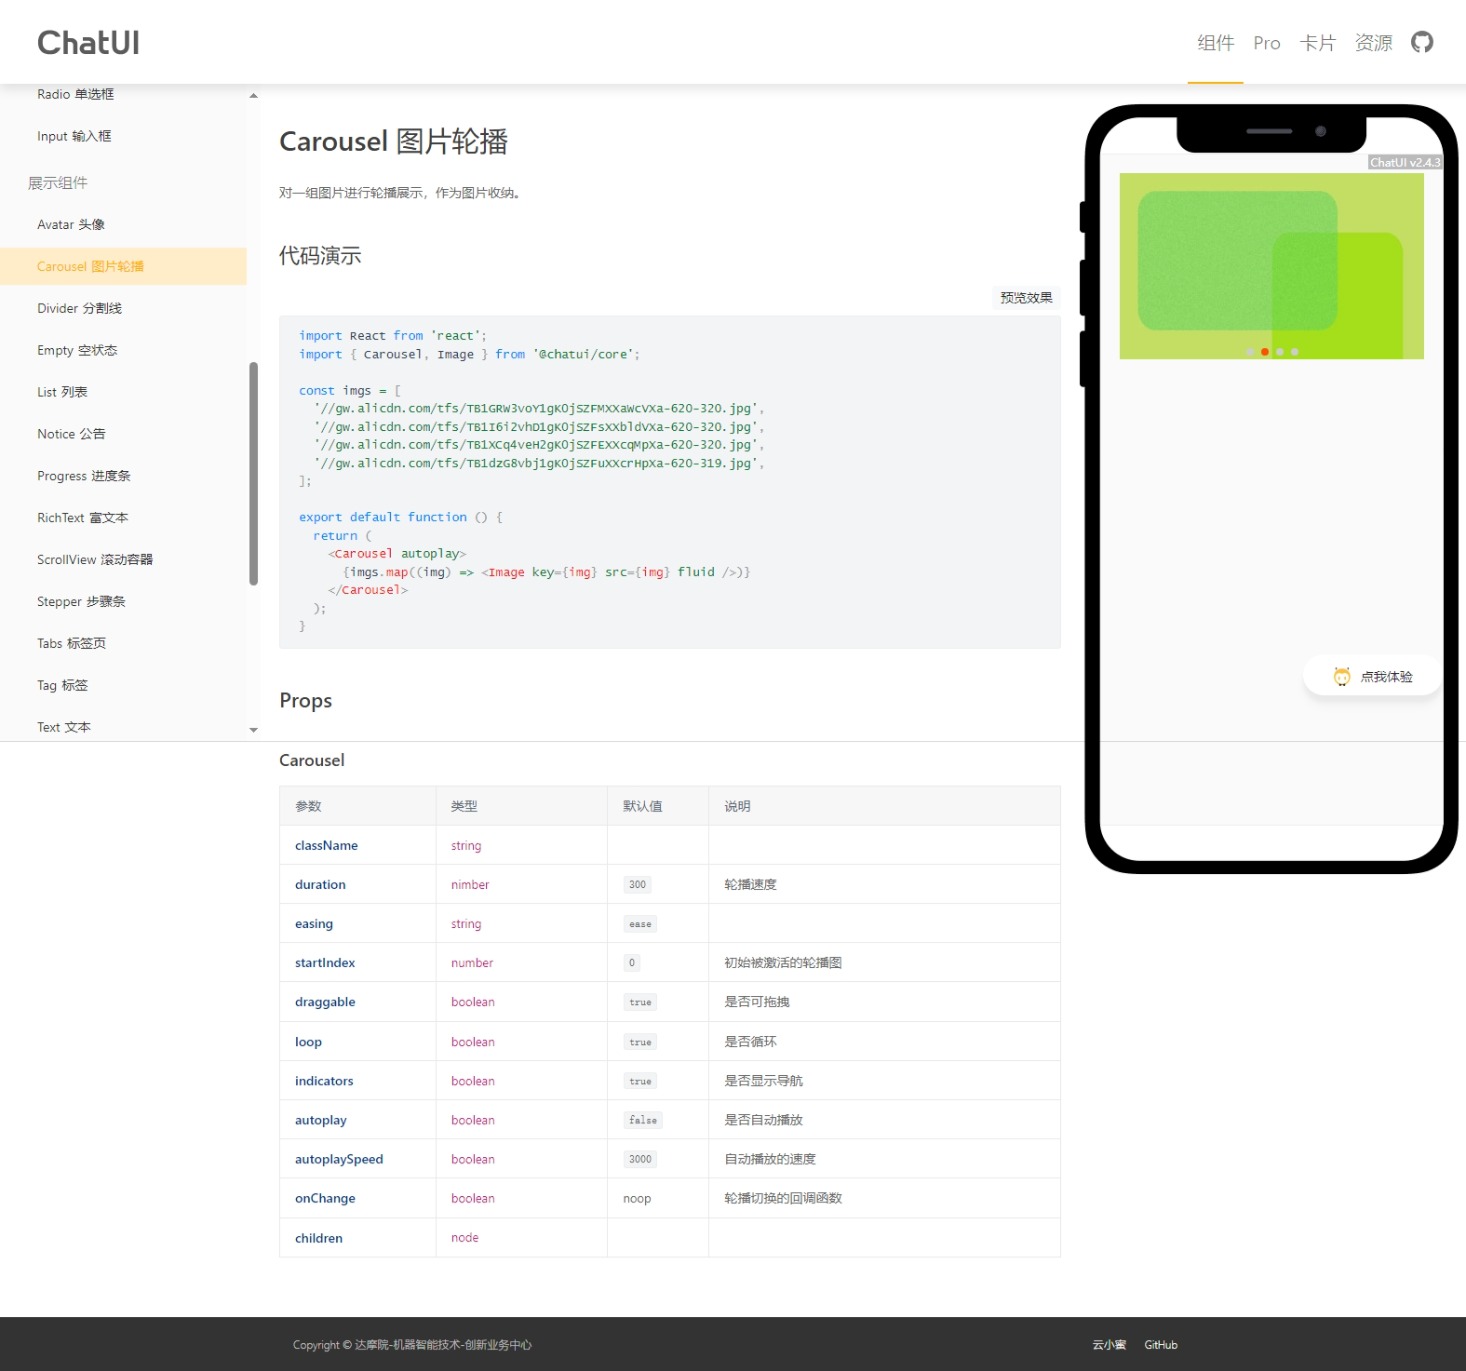 ChatUI
组件 Pro 卡片 资源
Radio 单选框
Input 输入框
展示组件
Avatar 头像
Carousel 图片轮播
Divider 分割线
Empty 空状态
List 列表
Notice 公告
Progress 进度条
RichText 富文本
ScrollView 滚动容器
Stepper 步骤条
Tabs 标签页
Tag 标签
Text 文本
Carousel 图片轮播
对一组图片进行轮播展示，作为图片收纳。
代码演示
预览效果
import React from 'react';
import { Carousel, Image } from '@chatui/core';
const imgs = [
'//gw.alicdn.com/tfs/TB1GRW3voY1gK0jSZFMXXaWcVXa-620-320.jpg',
'//gw.alicdn.com/tfs/TB1I6i2vhD1gK0jSZFsXXbldVXa-620-320.jpg',
'//gw.alicdn.com/tfs/TB1XCq4veH2gK0jSZFEXXcqMpXa-620-320.jpg',
'//gw.alicdn.com/tfs/TB1dzG8vbj1gK0jSZFuXXcrHpXa-620-319.jpg',
];
export default function () {
return (
<Carousel autoplay>
{imgs.map((img) => <Image key={img} src={img} fluid />)}
</Carousel>
);
}
ChatUI v2.4.3
点我体验
Props
Carousel
参数 类型 默认值 说明
className string
duration nimber 300 轮播速度
easing string ease
startIndex number 0 初始被激活的轮播图
draggable boolean true 是否可拖拽
loop boolean true 是否循环
indicators boolean true 是否显示导航
autoplay boolean false 是否自动播放
autoplaySpeed boolean 3000 自动播放的速度
onChange boolean noop 轮播切换的回调函数
children node
Copyright © 达摩院-机器智能技术-创新业务中心
云小蜜 GitHub